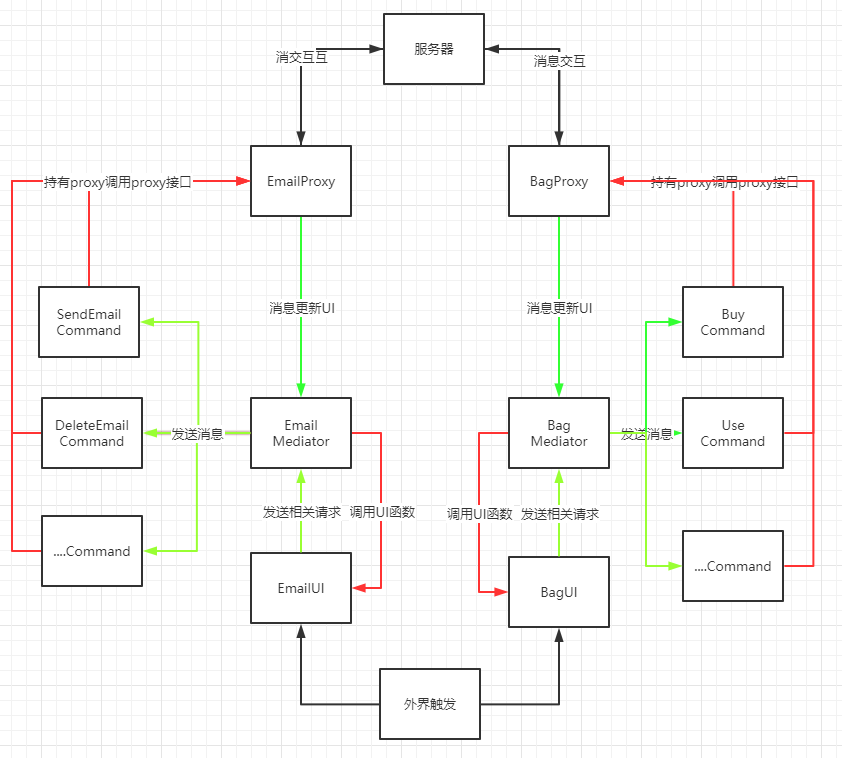 服务器
消交互互
消息交互
EmailProxy
BagProxy
持有proxy调用proxy接口
持有proxy调用proxy接口
SendEmail
Command
消息更新UI
消息更新UI
Buy
Command
DeleteEmail
Command
发送消息
Email
Mediator
Bag
Mediator
发送消息
Use
Command
发送相关请求
调用UI函数
调用UI函数
发送相关请求
....Command
....Command
EmailUI
BagUI
外界触发